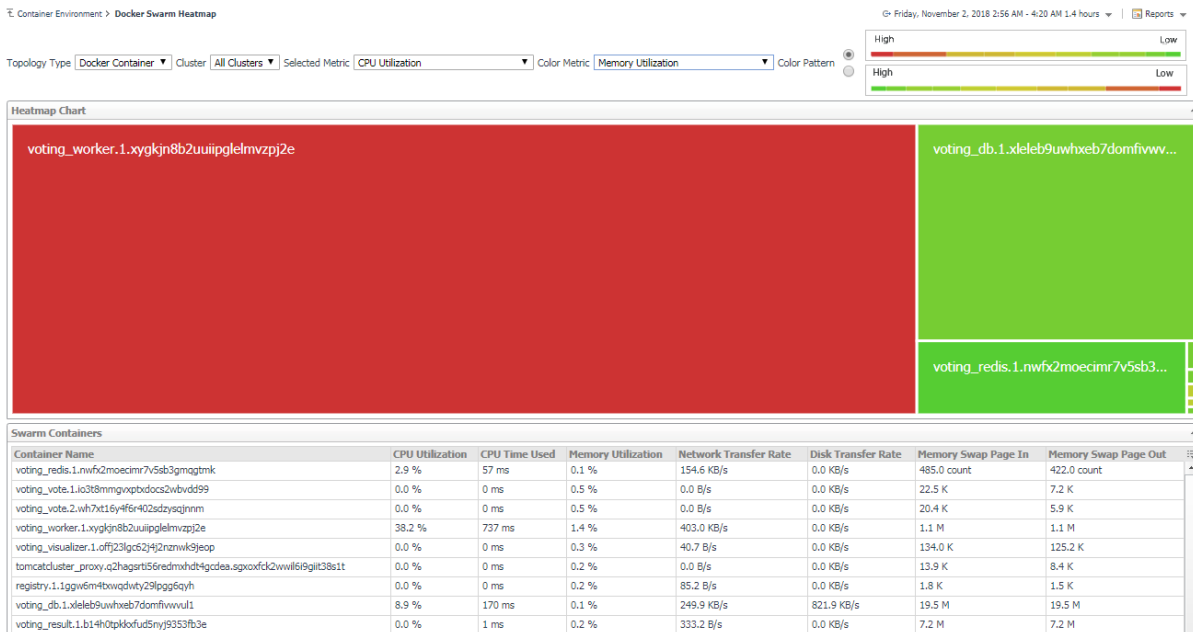 Container Environment > Docker Swarm Heatmap
Friday, November 2, 2018 2:56 AM - 4:20 AM 1.4 hours
Reports
Topology Type Docker Container Cluster All Clusters Selected Metric CPU Utilization Color Metric Memory Utilization Color Pattern
High Low
High Low
Heatmap Chart
voting_worker.1.xygkjn8b2uuiipglelmvzpj2e
voting_db.1.xleleb9uwhxeb7domfivwv...
voting_redis.1.nwfx2moecimr7v5sb3...
Swarm Containers
Container Name CPU Utilization CPU Time Used Memory Utilization Network Transfer Rate Disk Transfer Rate Memory Swap Page In Memory Swap Page Out
voting_redis.1.nwfx2moecimr7v5sb3gmqgtmk 2.9 % 57 ms 0.1 % 154.6 KB/s 0.0 KB/s 485.0 count 422.0 count
voting_vote.1.io3t8mmgvxptxdocs2wbvdd99 0.0 % 0 ms 0.5 % 0.0 B/s 0.0 KB/s 22.5 K 7.2 K
voting_vote.2.wh7xt16y4f6r402sdzysqjnnm 0.0 % 0 ms 0.5 % 0.0 B/s 0.0 KB/s 20.4 K 5.9 K
voting_worker.1.xygkjn8b2uuiipglelmvzpj2e 38.2 % 737 ms 1.4 % 403.0 KB/s 0.0 KB/s 1.1 M 1.1 M
voting_visualizer.1.offj23lgc62j4j2nznwk9jeop 0.0 % 0 ms 0.3 % 40.7 B/s 0.0 KB/s 134.0 K 125.2 K
tomcatcluster_proxy.q2hagsrti56redmxhdt4gcdea.sgxoxfck2wwil6i9giit38s1t 0.0 % 0 ms 0.2 % 0.0 B/s 0.0 KB/s 13.9 K 8.4 K
registry.1.1ggw6m4txwqdwty29lpgg6qyh 0.0 % 0 ms 0.2 % 85.2 B/s 0.0 KB/s 1.8 K 1.5 K
voting_db.1.xleleb9uwhxeb7domfivwvul1 8.9 % 170 ms 0.1 % 249.9 KB/s 821.9 KB/s 19.5 M 19.5 M
voting_result.1.b14h0tpkkxfud5nyj9353fb3e 0.0 % 1 ms 0.2 % 333.2 B/s 0.0 KB/s 7.2 M 7.2 M